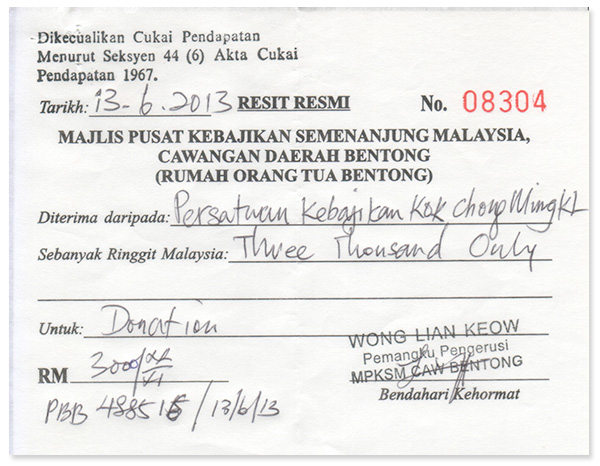 Dikecualikan Cukai Pendapatan
Menurut Seksyen 44 (6) Akta Cukai
Pendapatan 1967.
Tarikh: 13-6.2013 RESIT RESMI No. 08304
MAJLIS PUSAT KEBAJIKAN SEMENANJUNG MALAYSIA,
CAWANGAN DAERAH BENTONG
(RUMAH ORANG TUA BENTONG)
Diterima daripada: Persatuan Kebajikan Kok Chong Ming KL
Sebanyak Ringgit Malaysia: Three Thousand Only
Untuk: Donation
WONG LIAN KEOW
Pemangku Pengerusi
MPKSM CAW BENTONG
RM 3000/
Bendahari Kehormat
PBB /13/6/13